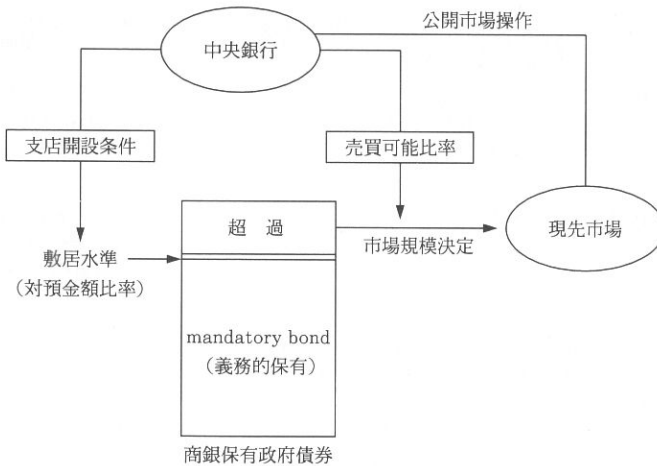 公開市場操作
中央銀行
支店開設条件
売買可能比率
超 過
現先市場
市場規模決定
敷居水準
(対預金額比率)
mandatory bond
(義務的保有)
商銀保有政府債券